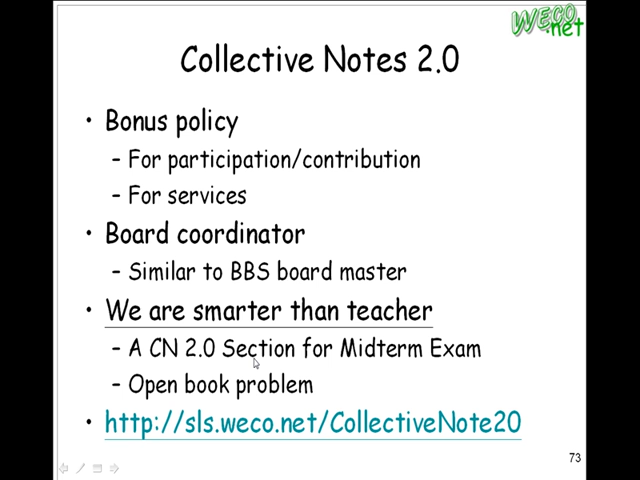 WECO
.net
Collective Notes 2.0
• Bonus policy
– For participation/contribution
– For services
• Board coordinator
– Similar to BBS board master
• We are smarter than teacher
– A CN 2.0 Section for Midterm Exam
– Open book problem
• http://sls.weco.net/CollectiveNote20
73